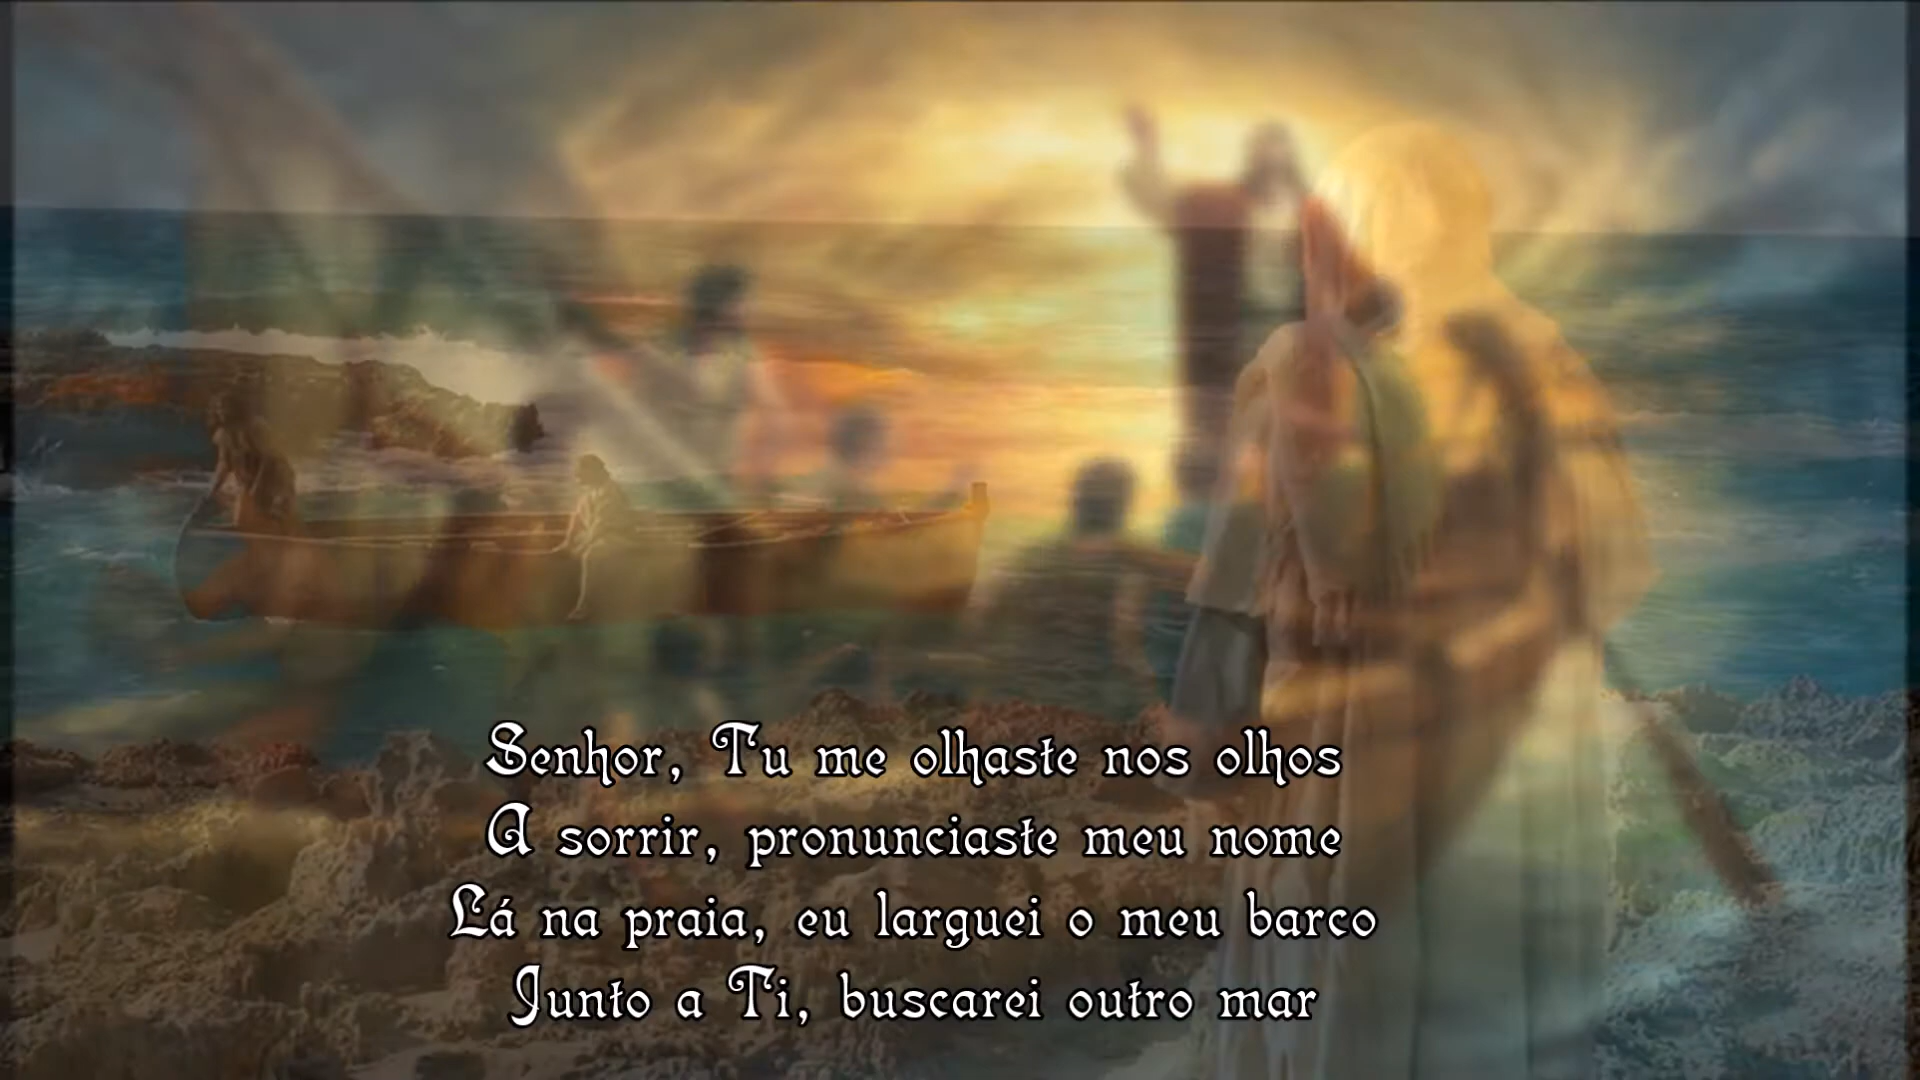 Senhor, Tu me olhaste nos olhos
A sorrir, pronunciaste meu nome
Lá na praia, eu larguei o meu barco
Junto a Ti, buscarei outro mar